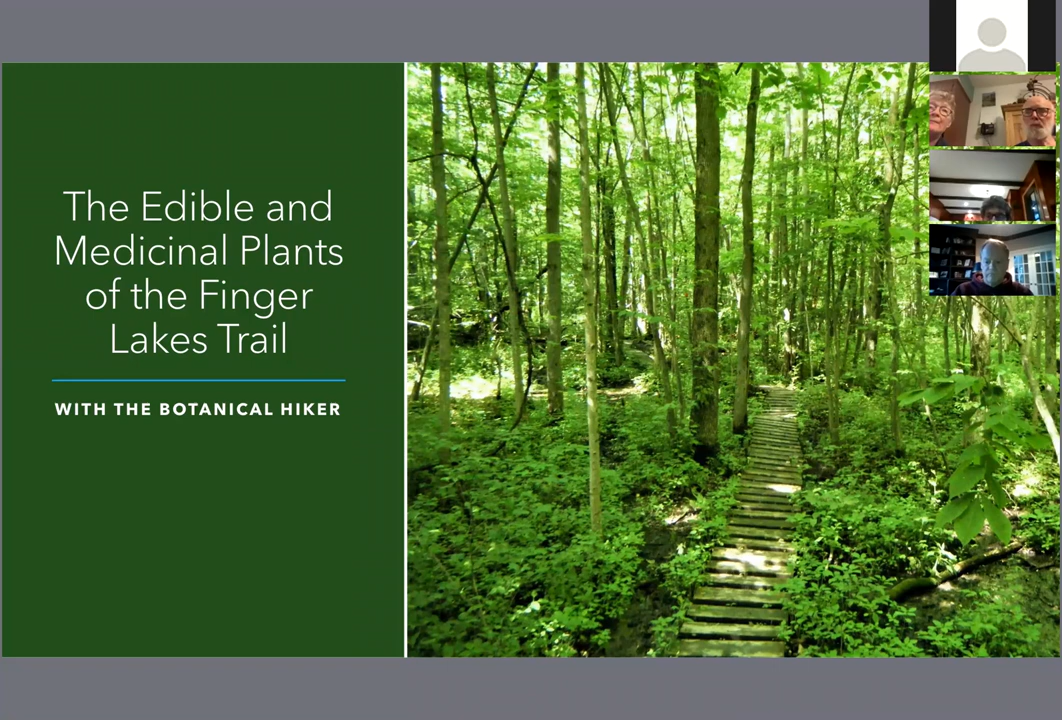 The Edible and
Medicinal Plants
of the Finger
Lakes Trail
WITH THE BOTANICAL HIKER